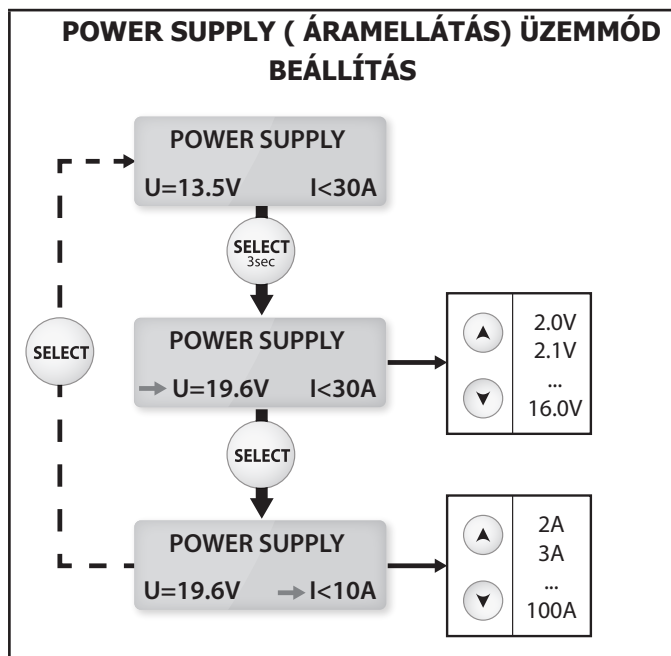 POWER SUPPLY ( ÁRAMELLÁTÁS) ÜZEMMÓD
BEÁLLÍTÁS
POWER SUPPLY
U=13.5V I<30A
SELECT
3sec
SELECT
POWER SUPPLY
U=19.6V I<30A
2.0V
2.1V
...
16.0V
SELECT
POWER SUPPLY
U=19.6V I<10A
2A
3A
...
100A